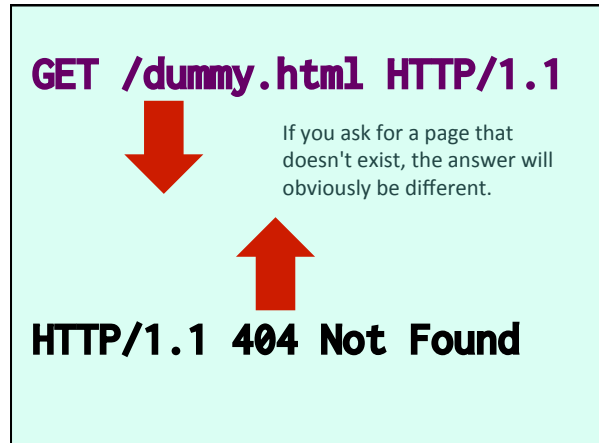 GET /dummy.html HTTP/1.1
If you ask for a page that
doesn't exist, the answer will
obviously be different.
HTTP/1.1 404 Not Found